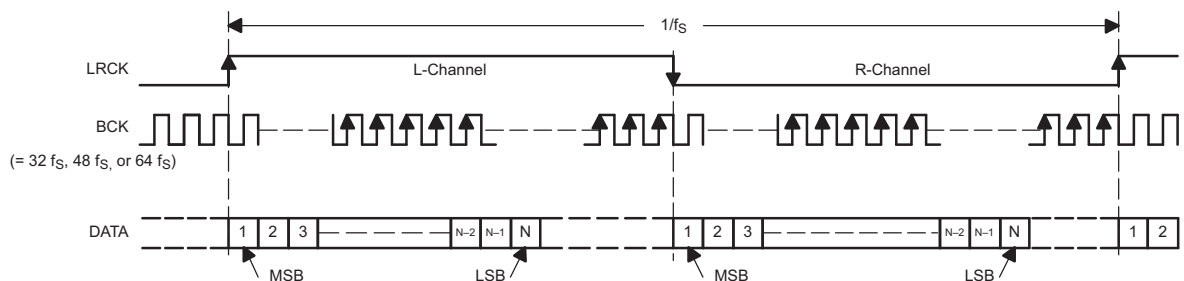 1/fS
LRCK
L-Channel
R-Channel
BCK
(= 32 fS, 48 fS, or 64 fS)
DATA
1 2 3 N–2 N–1 N 1 2 3 N–2 N–1 N 1 2
MSB LSB MSB LSB